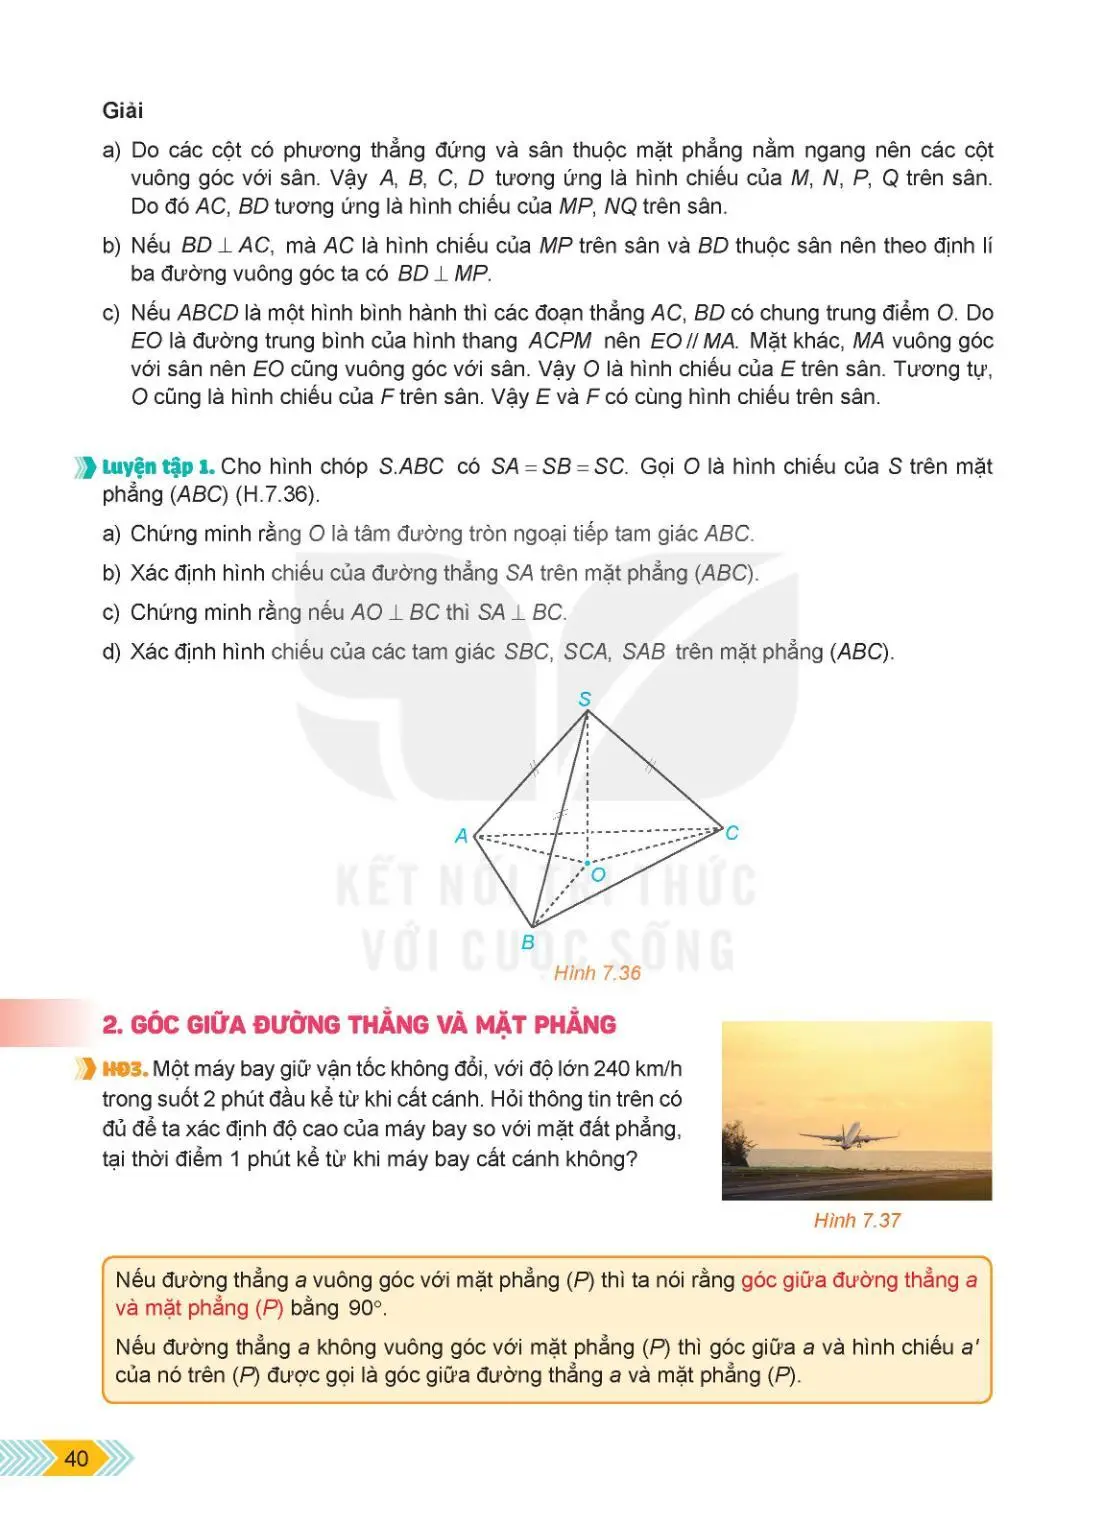 Giải
a) Do các cột có phương thẳng đứng và sân thuộc mặt phẳng nằm ngang nên các cột
vuông góc với sân. Vậy A, B, C, D tương ứng là hình chiếu của M, N, P, Q trên sân.
Do đó AC, BD tương ứng là hình chiếu của MP, NQ trên sân.
b) Nếu BD ⊥ AC, mà AC là hình chiếu của MP trên sân và BD thuộc sân nên theo định lí
ba đường vuông góc ta có BD ⊥ MP.
c) Nếu ABCD là một hình bình hành thì các đoạn thẳng AC, BD có chung trung điểm O. Do
EO là đường trung bình của hình thang ACPM nên EO // MA. Mặt khác, MA vuông góc
với sân nên EO cũng vuông góc với sân. Vậy O là hình chiếu của E trên sân. Tương tự,
O cũng là hình chiếu của F trên sân. Vậy E và F có cùng hình chiếu trên sân.
Luyện tập 1. Cho hình chóp S.ABC có SA = SB = SC. Gọi O là hình chiếu của S trên mặt
phẳng (ABC) (H.7.36).
a) Chứng minh rằng O là tâm đường tròn ngoại tiếp tam giác ABC.
b) Xác định hình chiếu của đường thẳng SA trên mặt phẳng (ABC).
c) Chứng minh rằng nếu AO ⊥ BC thì SA ⊥ BC.
d) Xác định hình chiếu của các tam giác SBC, SCA, SAB trên mặt phẳng (ABC).
S
A
C
O
B
KẾT NỐI TRI THỨC
VỚI CUỘC SỐNG
Hình 7.36
2. GÓC GIỮA ĐƯỜNG THẲNG VÀ MẶT PHẲNG
HĐ3. Một máy bay giữ vận tốc không đổi, với độ lớn 240 km/h
trong suốt 2 phút đầu kể từ khi cất cánh. Hỏi thông tin trên có
đủ để ta xác định độ cao của máy bay so với mặt đất phẳng,
tại thời điểm 1 phút kể từ khi máy bay cất cánh không?
Hình 7.37
Nếu đường thẳng a vuông góc với mặt phẳng (P) thì ta nói rằng góc giữa đường thẳng a
và mặt phẳng (P) bằng 90°.
Nếu đường thẳng a không vuông góc với mặt phẳng (P) thì góc giữa a và hình chiếu a'
của nó trên (P) được gọi là góc giữa đường thẳng a và mặt phẳng (P).
40